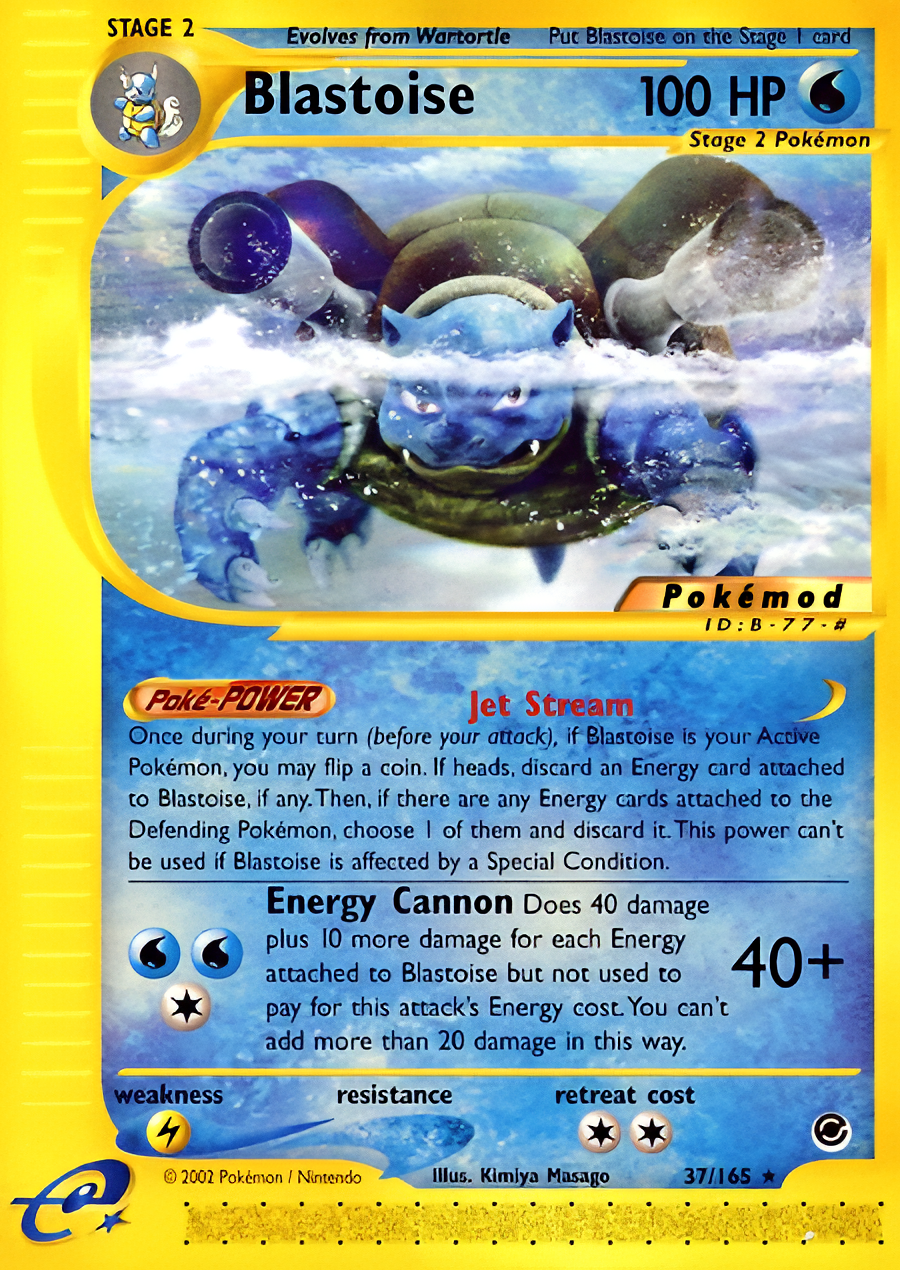 STAGE 2
Evolves from Wartortle Put Blastoise on the Stage 1 card
Blastoise 100 HP
Stage 2 Pokémon
Pokémod
ID:B-77-#
Poké-POWER Jet Stream
Once during your turn (before your attack), if Blastoise is your Active
Pokémon, you may flip a coin. If heads, discard an Energy card attached
to Blastoise, if any. Then, if there are any Energy cards attached to the
Defending Pokémon, choose 1 of them and discard it. This power can't
be used if Blastoise is affected by a Special Condition.
Energy Cannon Does 40 damage
plus 10 more damage for each Energy
attached to Blastoise but not used to
pay for this attack's Energy cost. You can't
add more than 20 damage in this way.
40+
weakness resistance retreat cost
© 2002 Pokémon / Nintendo Illus. Kimiya Masago 37/165 ★
e